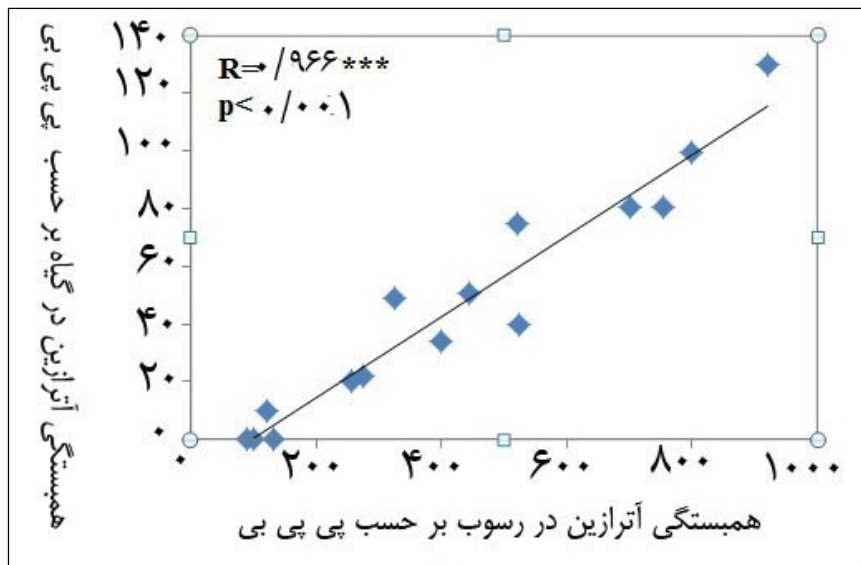 همبستگی آترازین در گیاه بر حسب پی پی بی
۱۴۰
۱۲۰
۱۰۰
۸۰
۶۰
۴۰
۲۰
۰
R=۰/۹۶۶***
p<۰/۰۰۱
۰ ۲۰۰ ۴۰۰ ۶۰۰ ۸۰۰ ۱۰۰۰
همبستگی آترازین در رسوب بر حسب پی پی بی